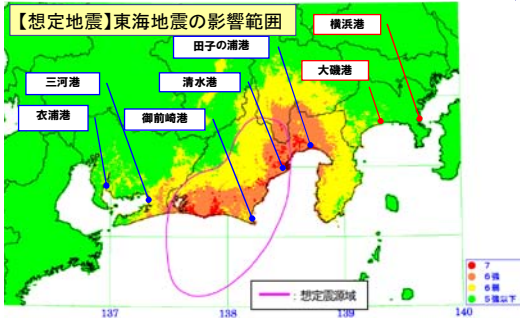 【想定地震】東海地震の影響範囲
横浜港
田子の浦港
大磯港
三河港
清水港
衣浦港
御前崎港
7
6強
6弱
5強以下
：想定震源域
137
138
139
140